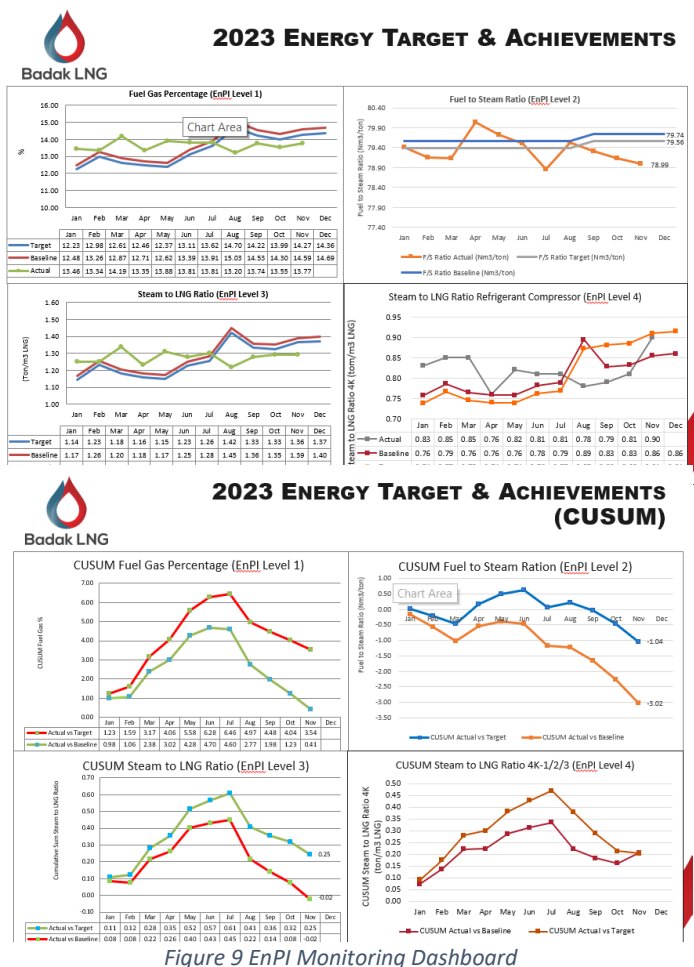 2023 ENERGY TARGET & ACHIEVEMENTS
Badak LNG
Fuel Gas Percentage (EnPI Level 1)
Chart Area
%
16.00
15.00
14.00
13.00
12.00
11.00
10.00
Jan Feb Mar Apr May Jun Jul Aug Sep Oct Nov Dec
Jan Feb Mar Apr May Jun Jul Aug Sep Oct Nov Dec
Target 12.23 12.98 12.61 12.46 12.37 13.11 13.62 14.70 14.22 13.99 14.27 14.36
Baseline 12.48 13.26 12.87 12.71 12.62 13.39 13.91 15.03 14.53 14.30 14.59 14.69
Actual 13.46 13.34 14.19 13.35 13.88 13.81 13.81 13.20 13.74 13.55 13.77
Fuel to Steam Ratio (EnPI Level 2)
Fuel to Steam Ratio (Nm3/ton)
80.40
79.90
79.40
78.90
78.40
77.90
77.40
79.74
79.56
78.99
Jan Feb Mar Apr May Jun Jul Aug Sep Oct Nov Dec
F/S Ratio Actual (Nm3/ton)
F/S Ratio Target (Nm3/ton)
F/S Ratio Baseline (Nm3/ton)
Steam to LNG Ratio (EnPI Level 3)
(Ton/m3 LNG)
1.60
1.50
1.40
1.30
1.20
1.10
1.00
Jan Feb Mar Apr May Jun Jul Aug Sep Oct Nov Dec
Target 1.14 1.23 1.18 1.16 1.15 1.23 1.26 1.42 1.33 1.33 1.36 1.37
Baseline 1.17 1.26 1.20 1.18 1.17 1.25 1.28 1.45 1.36 1.35 1.39 1.40
Steam to LNG Ratio Refrigerant Compressor (EnPI Level 4)
eam to LNG Ratio 4K (tom/m3 LNG)
0.95
0.90
0.85
0.80
0.75
0.70
Jan Feb Mar Apr May Jun Jul Aug Sep Oct Nov Dec
Actual 0.83 0.85 0.85 0.76 0.82 0.81 0.81 0.78 0.79 0.81 0.90
Baseline 0.76 0.79 0.76 0.76 0.76 0.78 0.79 0.89 0.83 0.83 0.86 0.86
2023 ENERGY TARGET & ACHIEVEMENTS
(CUSUM)
Badak LNG
CUSUM Fuel Gas Percentage (EnPI Level 1)
CUSUM Fuel Gas %
7.00
6.00
5.00
4.00
3.00
2.00
1.00
0.00
Jan Feb Mar Apr May Jun Jul Aug Sep Oct Nov Dec
Actual vs Target 1.23 1.59 3.17 4.06 5.58 6.28 6.46 4.97 4.48 4.04 3.54
Actual vs Baseline 0.98 1.06 2.38 3.02 4.28 4.70 4.60 2.77 1.98 1.23 0.41
CUSUM Fuel to Steam Ration (EnPI Level 2)
Chart Area
Fuel to Steam Ratio (Nm3/ton)
1.00
0.50
0.00
-0.50
-1.00
-1.50
-2.00
-2.50
-3.00
-3.50
Jan Feb Mar Apr May Jun Jul Aug Sep Oct Nov Dec
-1.04
-3.02
CUSUM Actual vs Target
CUSUM Actual vs Baseline
CUSUM Steam to LNG Ratio (EnPI Level 3)
Cumulative Sum Steam to LNG Ratio
0.70
0.60
0.50
0.40
0.30
0.20
0.10
0.00
-0.10
0.25
-0.02
Jan Feb Mar Apr May Jun Jul Aug Sep Oct Nov Dec
Actual vs Target 0.11 0.12 0.28 0.35 0.52 0.57 0.61 0.41 0.36 0.32 0.25
Actual vs Baseline 0.08 0.08 0.22 0.26 0.40 0.43 0.45 0.22 0.14 0.08 -0.02
CUSUM Steam to LNG Ratio 4K-1/2/3 (EnPI Level 4)
CUSUM Steam to LNG Ratio 4K
(ton/m3 LNG)
0.50
0.45
0.40
0.35
0.30
0.25
0.20
0.15
0.10
0.05
0.00
Jan Feb Mar Apr May Jun Jul Aug Sep Oct Nov Dec
CUSUM Actual vs Baseline
CUSUM Actual vs Target
Figure 9 EnPI Monitoring Dashboard